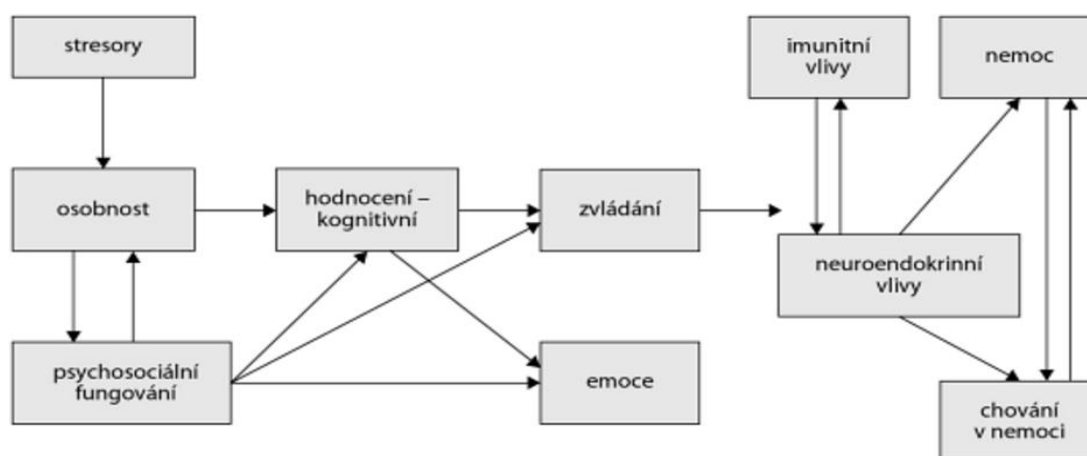 stresory
imunitní
vlivy
nemoc
osobnost
hodnocení –
kognitivní
zvládání
neuroendokrinní
vlivy
psychosociální
fungování
emoce
chování
v nemoci